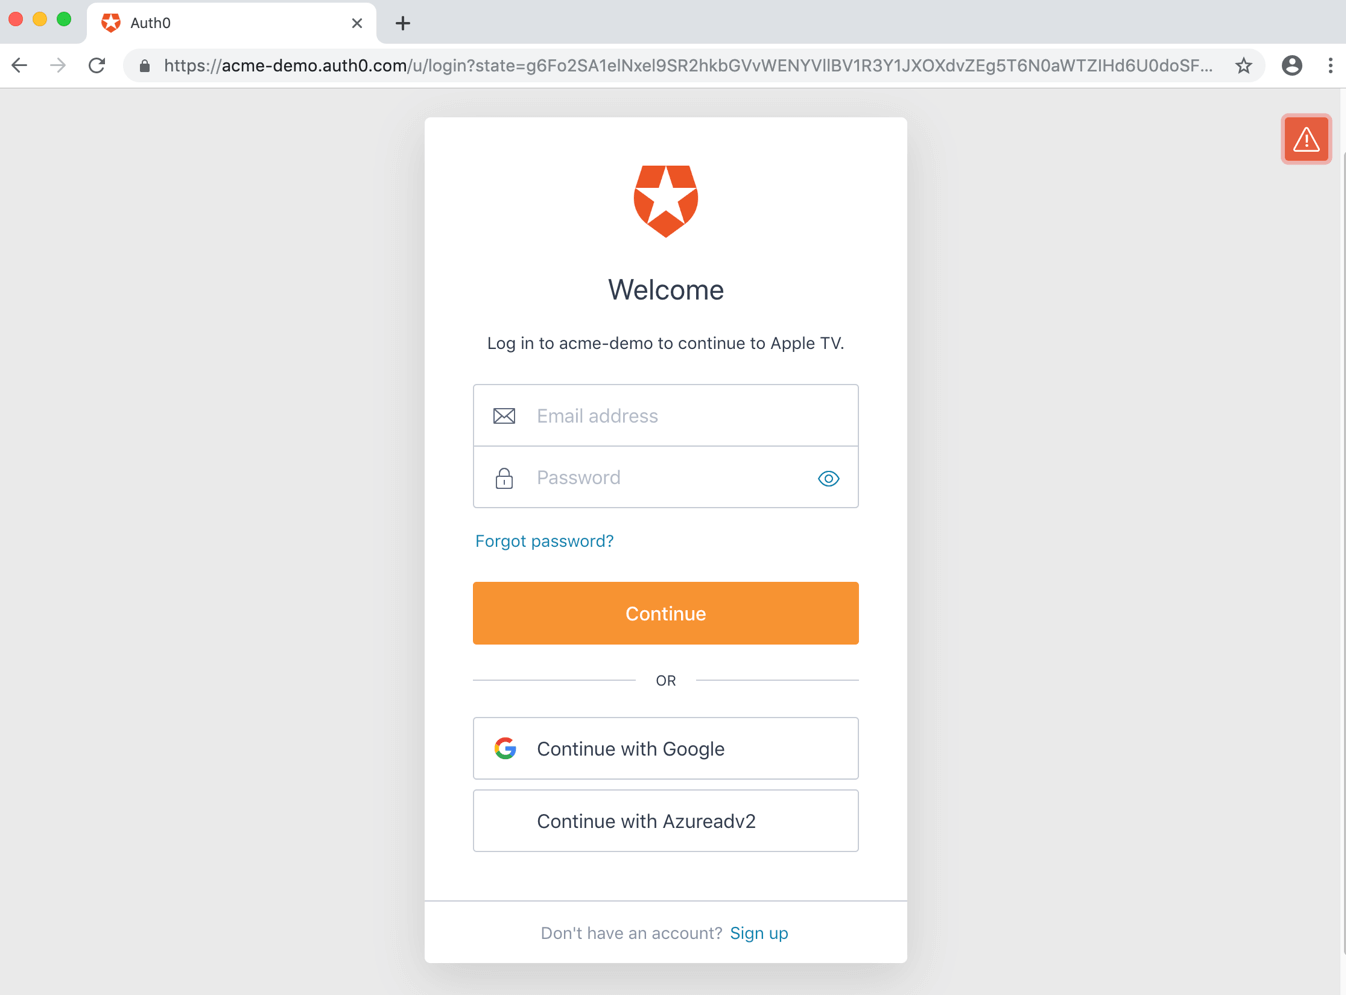 Auth0
https://acme-demo.auth0.com/u/login?state=g6Fo2SA1elNxel9SR2hkbGVvWENYVllBV1R3Y1JXOXdvZEg5T6N0aWTZIHd6U0doSF...
Welcome
Log in to acme-demo to continue to Apple TV.
Email address
Password
Forgot password?
Continue
OR
Continue with Google
Continue with Azureadv2
Don't have an account? Sign up